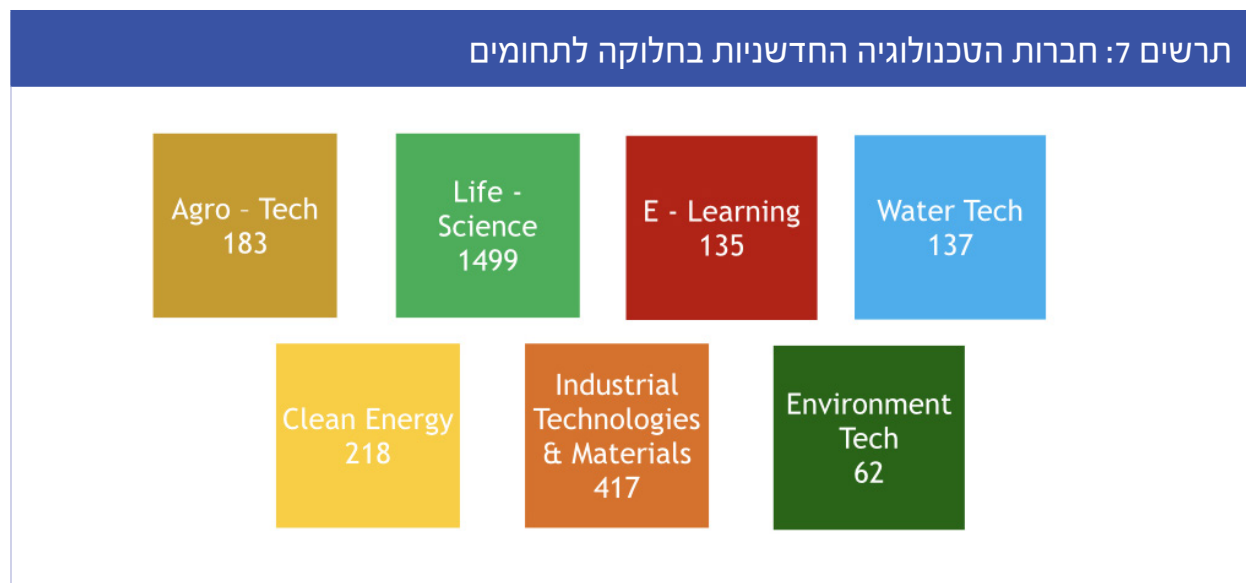 תרשים 7: חברות הטכנולוגיה החדשניות בחלוקה לתחומים
Agro - Tech
183
Life -
Science
1499
E - Learning
135
Water Tech
137
Clean Energy
218
Industrial
Technologies
& Materials
417
Environment
Tech
62